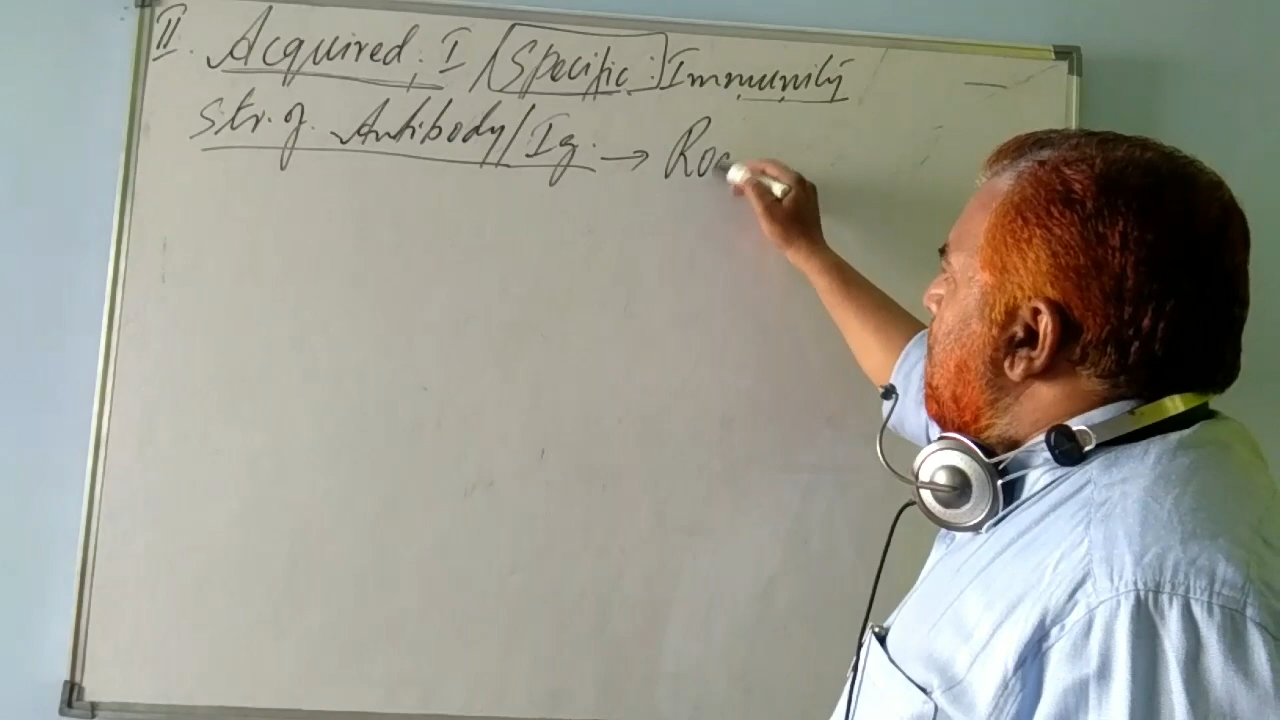 II. Acquired I / Specific Immunity
Str. of Antibody/Ig. → Ro